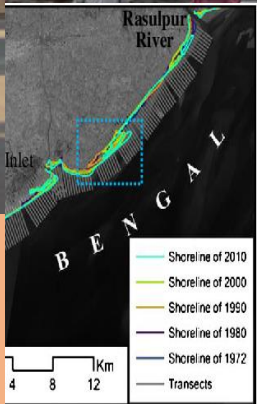 Rasulpur
River
Inlet
BENGAL
Shoreline of 2010
Shoreline of 2000
Shoreline of 1990
Shoreline of 1980
Shoreline of 1972
Transects
Km
4 8 12